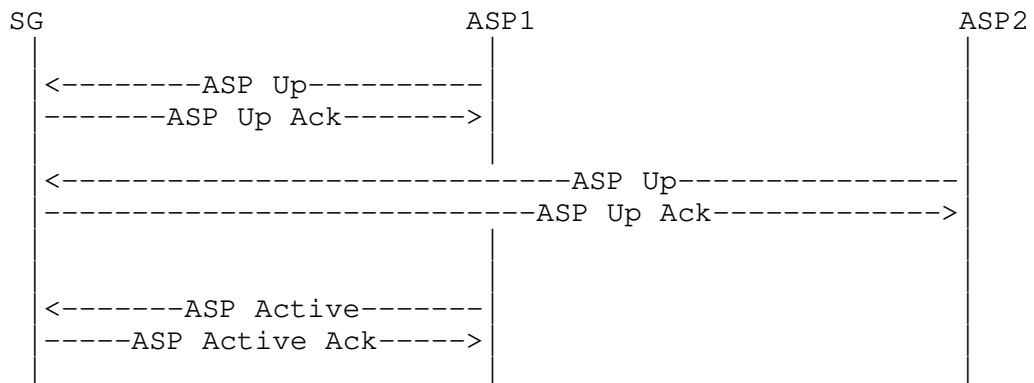 SG ASP1 ASP2
<--------ASP Up----------
-------ASP Up Ack------->
<-----------------------------ASP Up----------------
----------------------------ASP Up Ack------------->
<-------ASP Active-------
-----ASP Active Ack----->